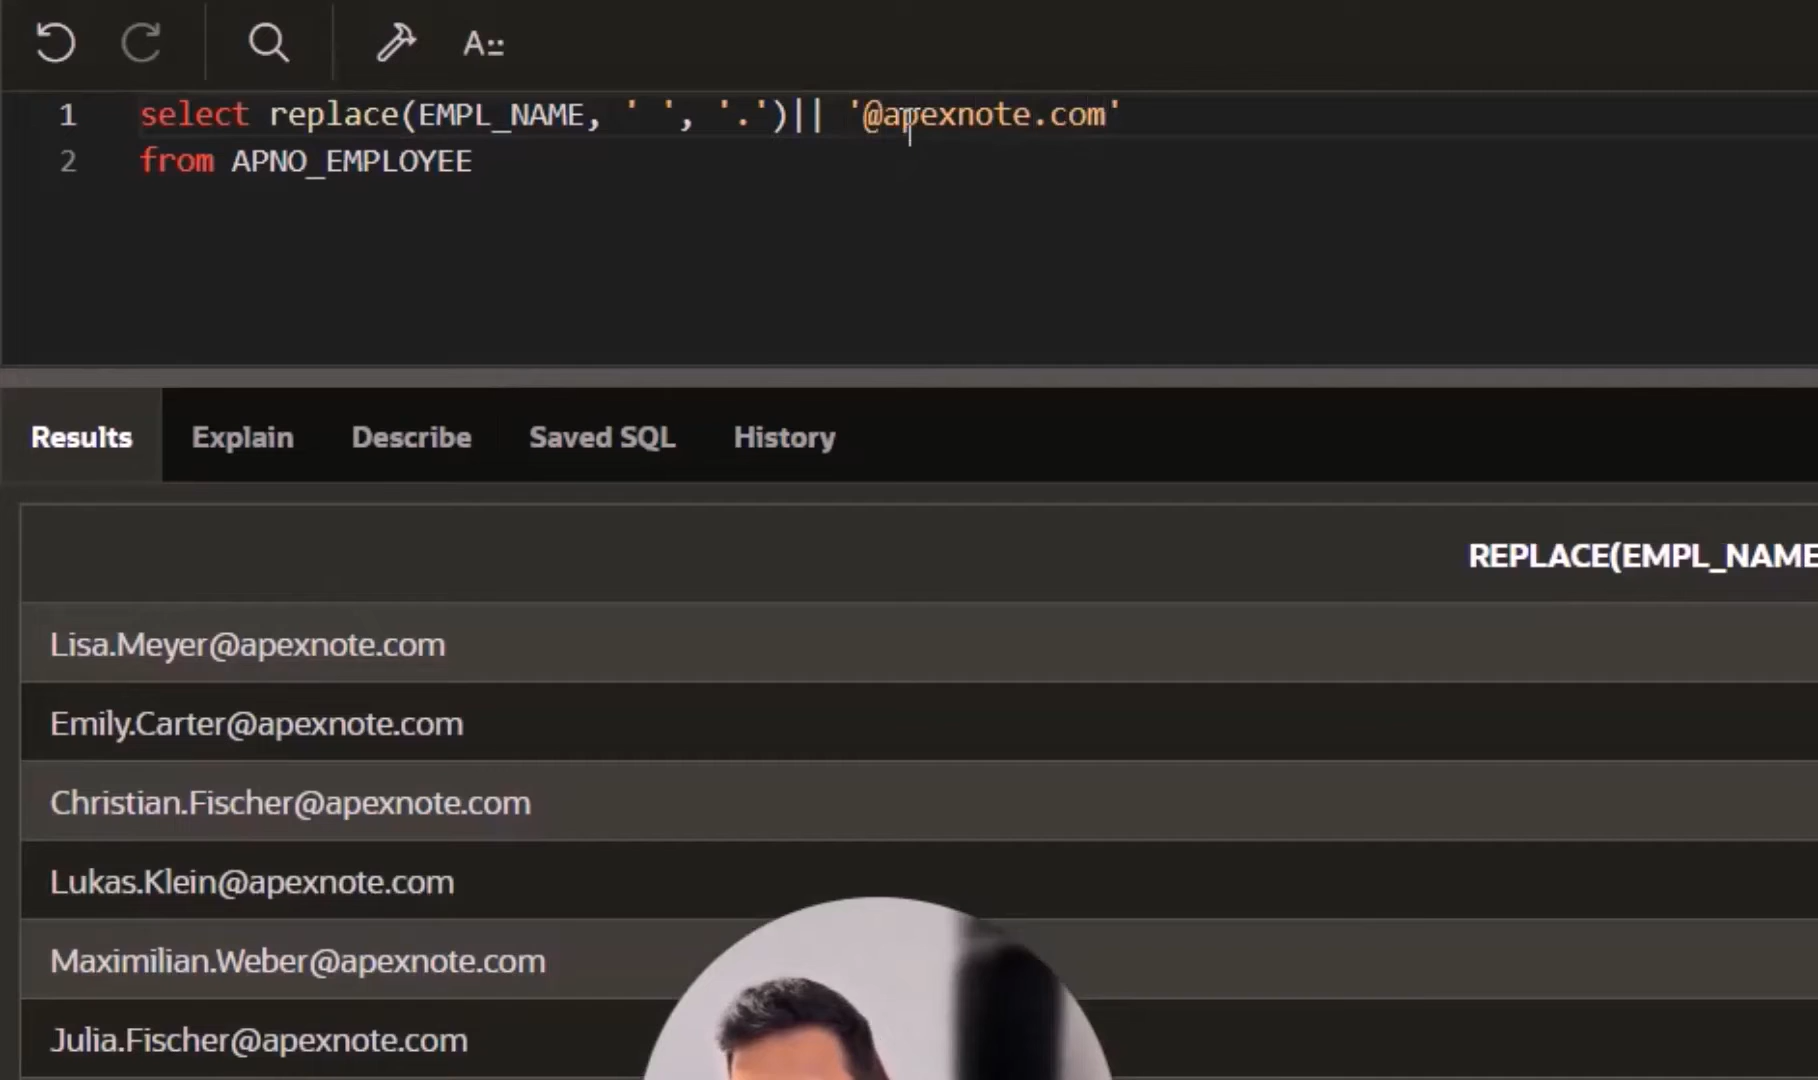 A::
1 select replace(EMPL_NAME, ' ', '.')|| '@apexnote.com'
2 from APNO_EMPLOYEE
Results Explain Describe Saved SQL History
REPLACE(EMPL_NAME
Lisa.Meyer@apexnote.com
Emily.Carter@apexnote.com
Christian.Fischer@apexnote.com
Lukas.Klein@apexnote.com
Maximilian.Weber@apexnote.com
Julia.Fischer@apexnote.com